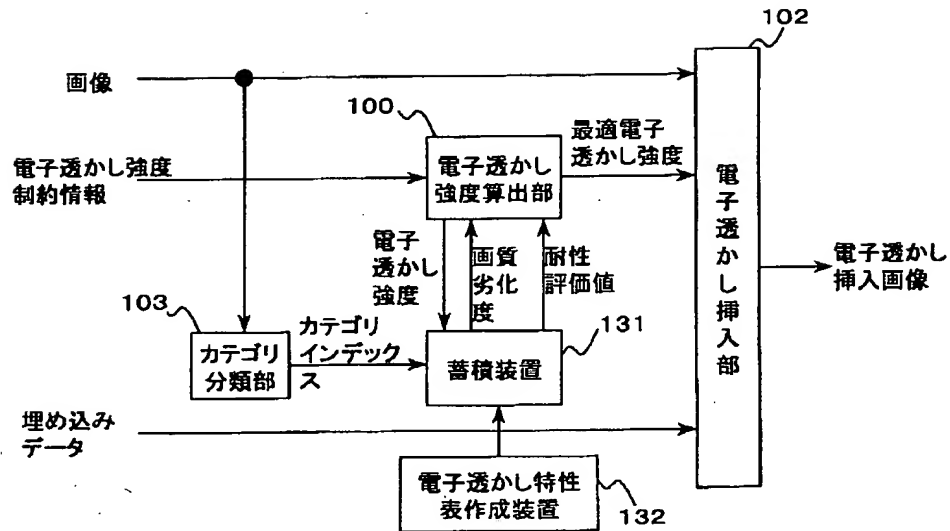 102
画像
100
電子透かし強度
制約情報
電子透かし
強度算出部
最適電子
透かし強度
電子
透かし
強度
画質
劣化
度
耐性
評価値
電子透かし挿入部
電子透かし
挿入画像
103
カテゴリ
分類部
カテゴリ
インデック
ス
131
蓄積装置
埋め込み
データ
電子透かし特性
表作成装置
132